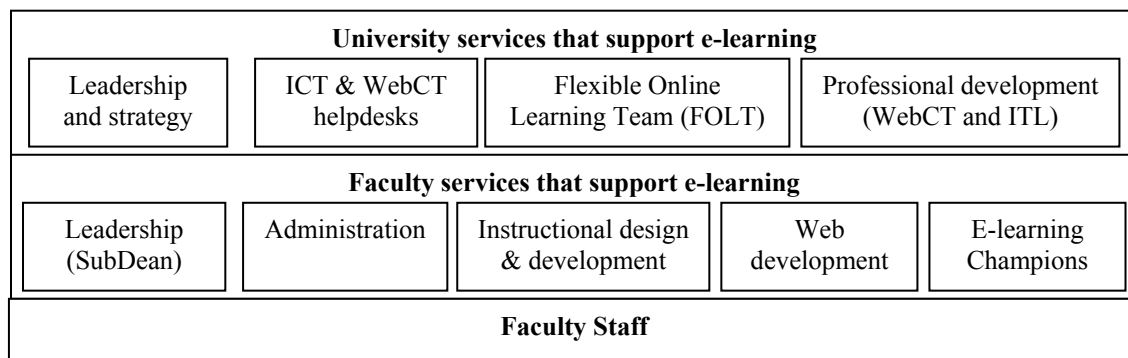 University services that support e-learning
Leadership
and strategy
ICT & WebCT
helpdesks
Flexible Online
Learning Team (FOLT)
Professional development
(WebCT and ITL)
Faculty services that support e-learning
Leadership
(SubDean)
Administration
Instructional design
& development
Web
development
E-learning
Champions
Faculty Staff